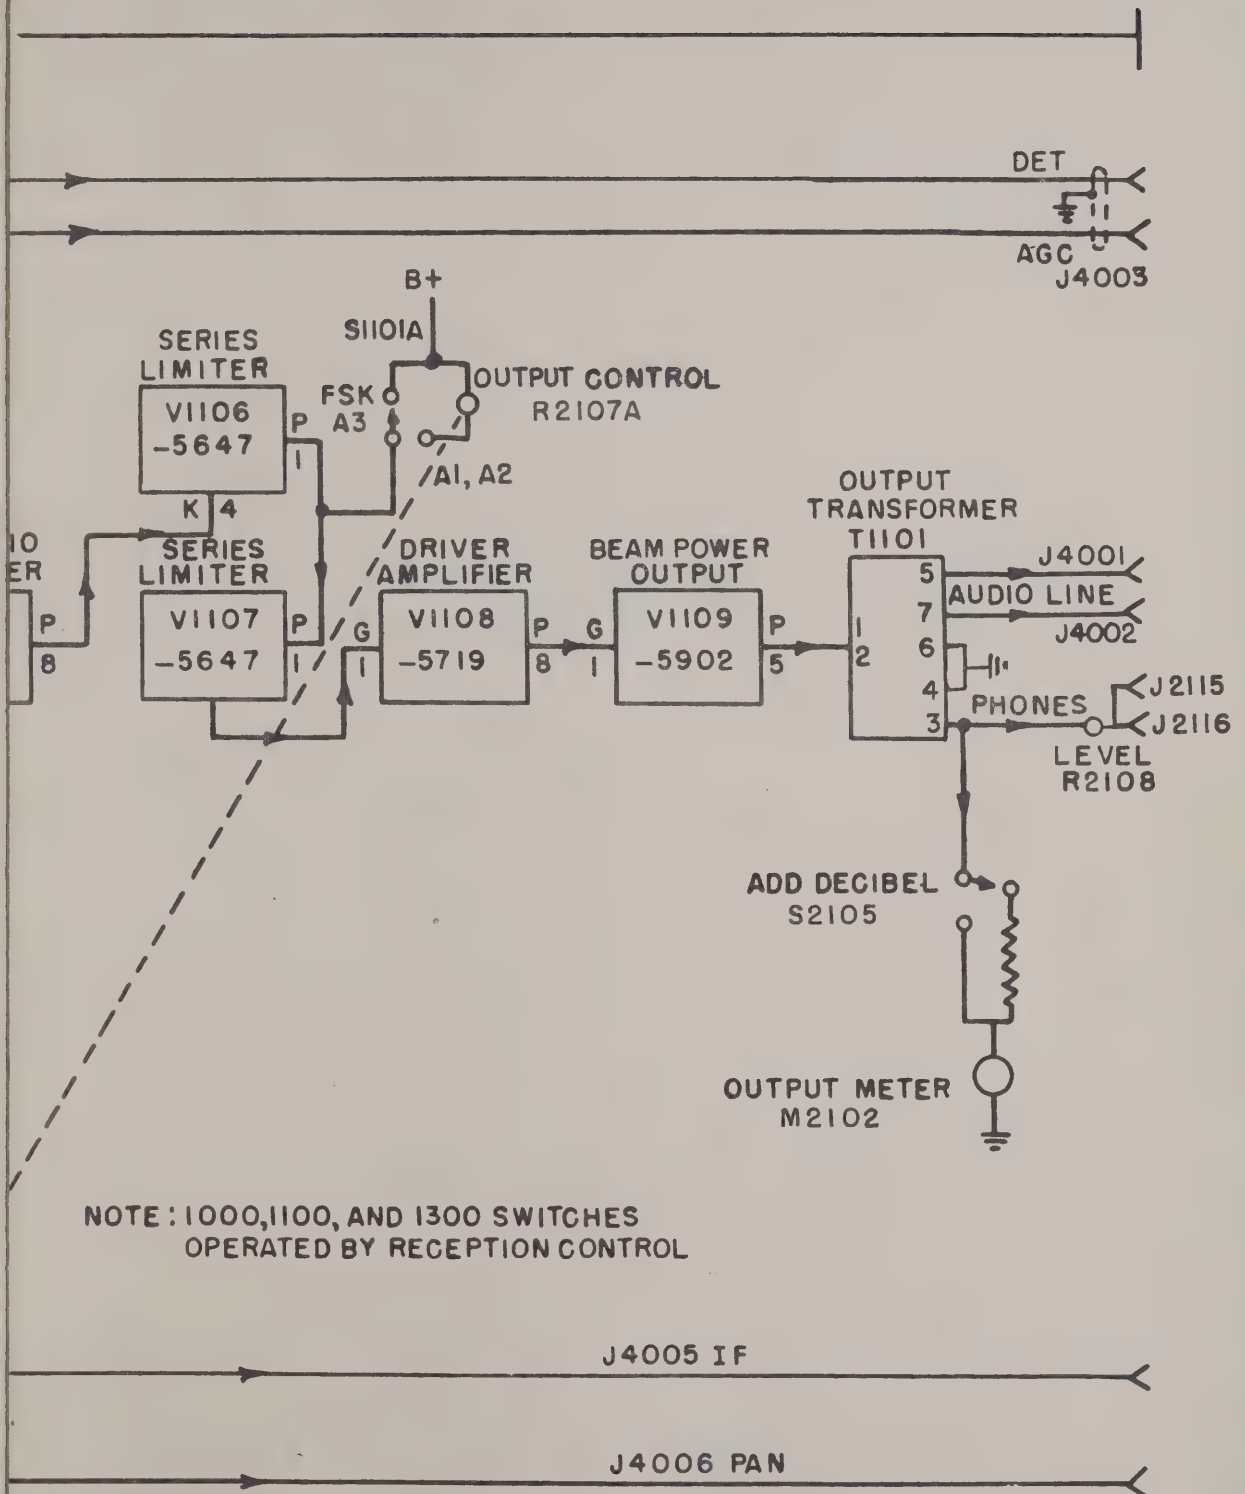 DET
AGC
J4003
B+
S1101A
SERIES
LIMITER
V1106
-5647
P
1
K 4
FSK
A3
OUTPUT CONTROL
R2107A
A1, A2
P
8
SERIES
LIMITER
V1107
-5647
P
1
G
1
DRIVER
AMPLIFIER
V1108
-5719
P
8
G
1
BEAM POWER
OUTPUT
V1109
-5902
P
5
OUTPUT
TRANSFORMER
T1101
1
2
5
7
6
4
3
J4001
AUDIO LINE
J4002
PHONES
J2115
J2116
LEVEL
R2108
ADD DECIBEL
S2105
OUTPUT METER
M2102
NOTE: 1000,1100, AND 1300 SWITCHES
OPERATED BY RECEPTION CONTROL
J4005 IF
J4006 PAN